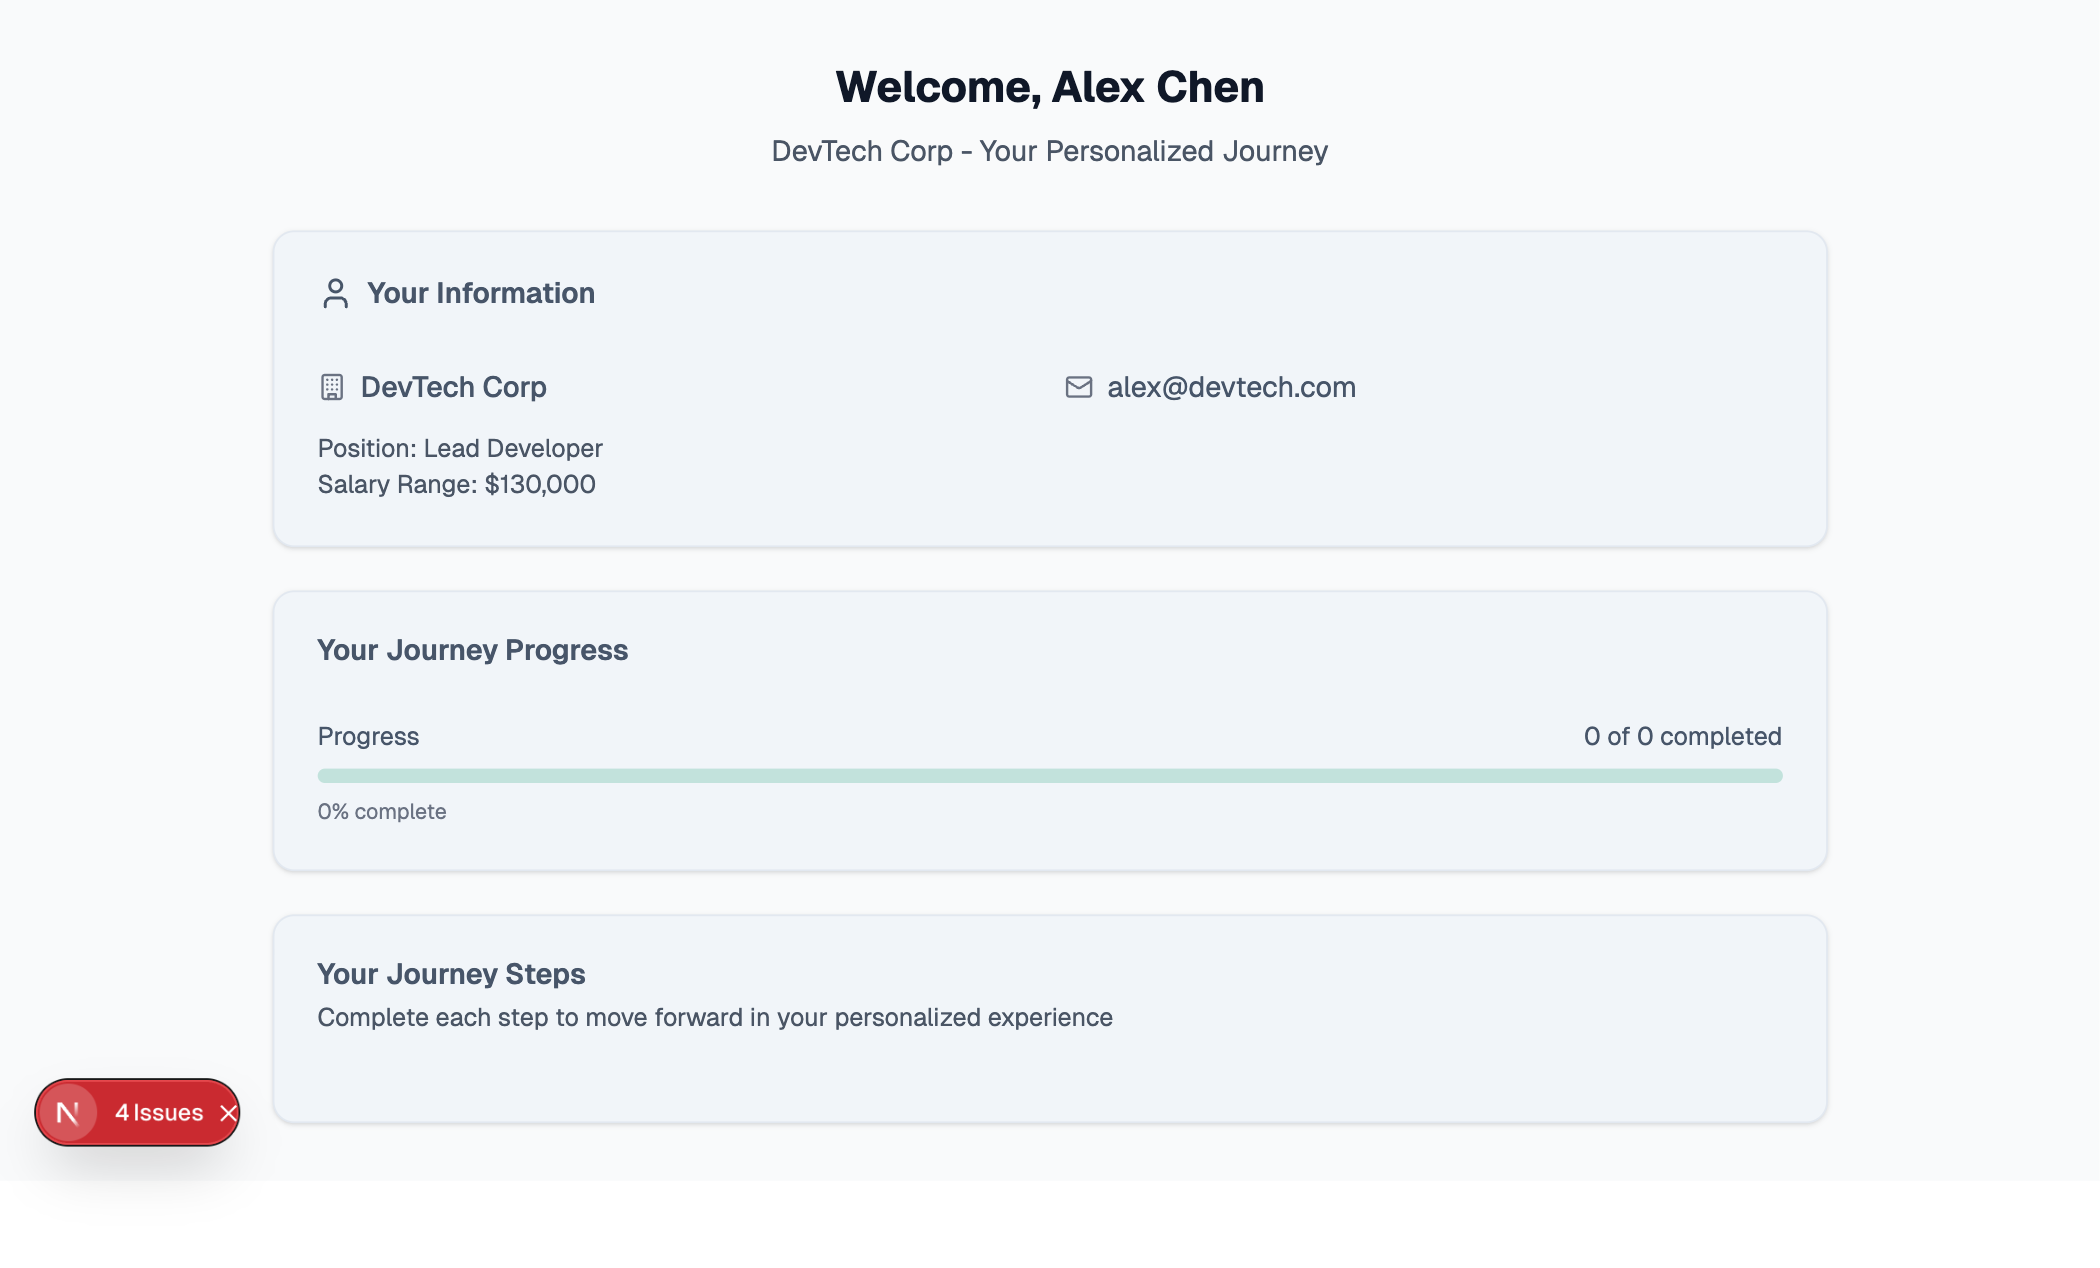 Welcome, Alex Chen
DevTech Corp - Your Personalized Journey
Your Information
DevTech Corp
alex@devtech.com
Position: Lead Developer
Salary Range: $130,000
Your Journey Progress
Progress
0 of 0 completed
0% complete
Your Journey Steps
Complete each step to move forward in your personalized experience
N
4 Issues